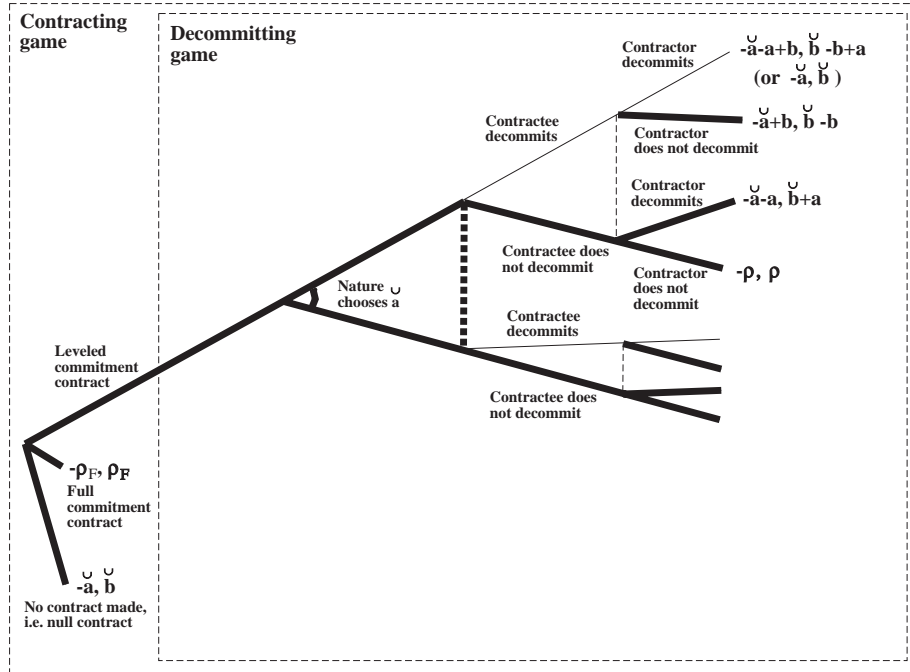 Contracting
game
Decommitting
game
Contractor
decommits
-ă-a+b, b̆ -b+a
(or -ă, b̆ )
Contractee
decommits
-ă+b, b̆ -b
Contractor
does not decommit
Contractor
decommits
-ă-a, b̆+a
Contractee does
not decommit
Contractor
does not
decommit
-ρ, ρ
Nature
chooses ă
Contractee
decommits
Leveled
commitment
contract
Contractee does
not decommit
-ρF, ρF
Full
commitment
contract
-ă, b̆
No contract made,
i.e. null contract